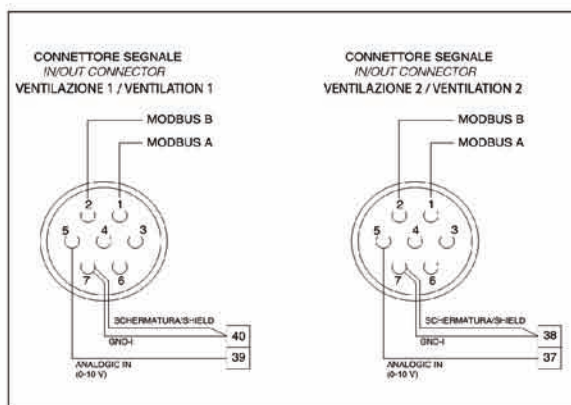 CONNETTORE SEGNALE
IN/OUT CONNECTOR
VENTILAZIONE 1 / VENTILATION 1
MODBUS B
MODBUS A
2 1
5 4 3
7 6
SCHERMATURA/SHIELD
40
GND-I
39
ANALOGIC IN
(0-10 V)
CONNETTORE SEGNALE
IN/OUT CONNECTOR
VENTILAZIONE 2 / VENTILATION 2
MODBUS B
MODBUS A
2 1
5 4 3
7 6
SCHERMATURA/SHIELD
38
GND-I
37
ANALOGIC IN
(0-10 V)